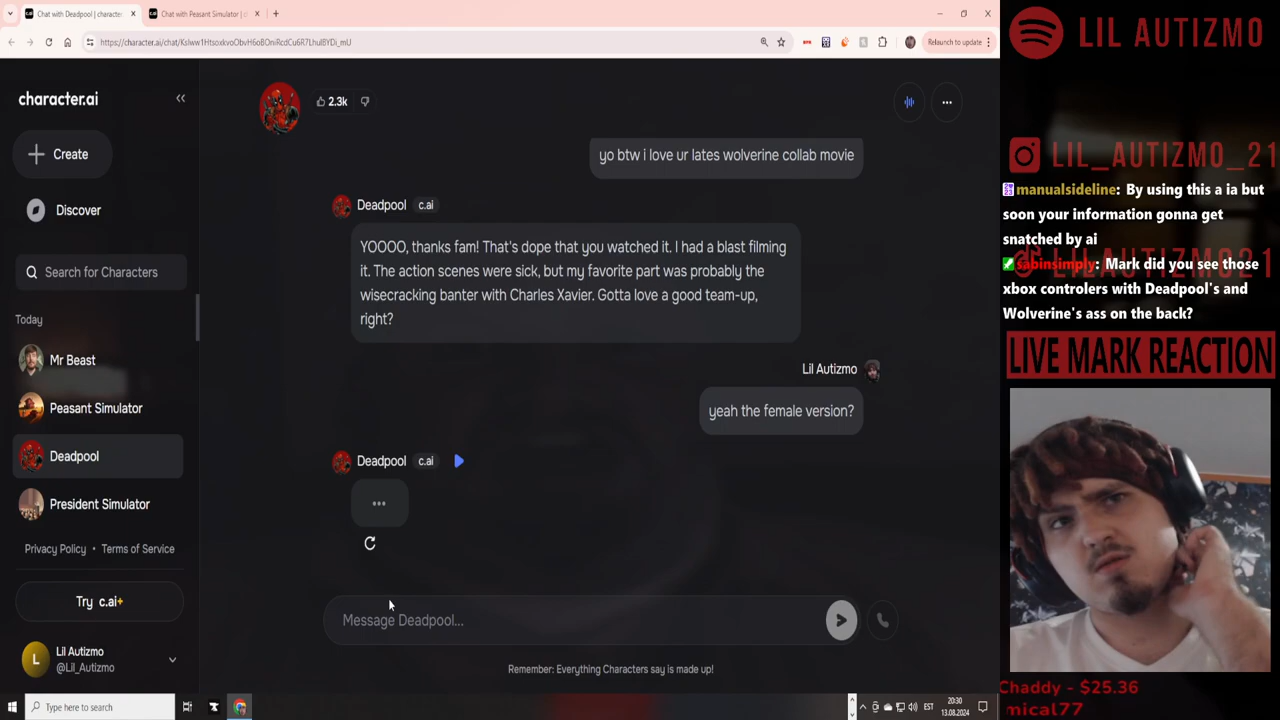 Chat with Deadpool | character
Chat with Peasant Simulator | c
https://character.ai/chat/
Relaunch to update
LIL AUTIZMO
character.ai
2.3k
Create
yo btw i love ur lates wolverine collab movie
LIL_AUTIZMO_21
manualsideline: By using this a ia but
soon your information gonna get
snatched by ai
Discover
Deadpool c.ai
YOOOO, thanks fam! That's dope that you watched it. I had a blast filming
it. The action scenes were sick, but my favorite part was probably the
wisecracking banter with Charles Xavier. Gotta love a good team-up,
right?
LILAUTIZMO21
sabinsimply: Mark did you see those
xbox controlers with Deadpool's and
Wolverine's ass on the back?
Search for Characters
Today
Mr Beast
Peasant Simulator
Deadpool
President Simulator
Lil Autizmo
yeah the female version?
LIVE MARK REACTION
Deadpool c.ai
...
Privacy Policy • Terms of Service
Try c.ai+
Message Deadpool...
L
Lil Autizmo
@Lil_Autizmo
Remember: Everything Characters say is made up!
Chaddy - $25.36
mical77
Type here to search
EST
20:30
13.08.2024